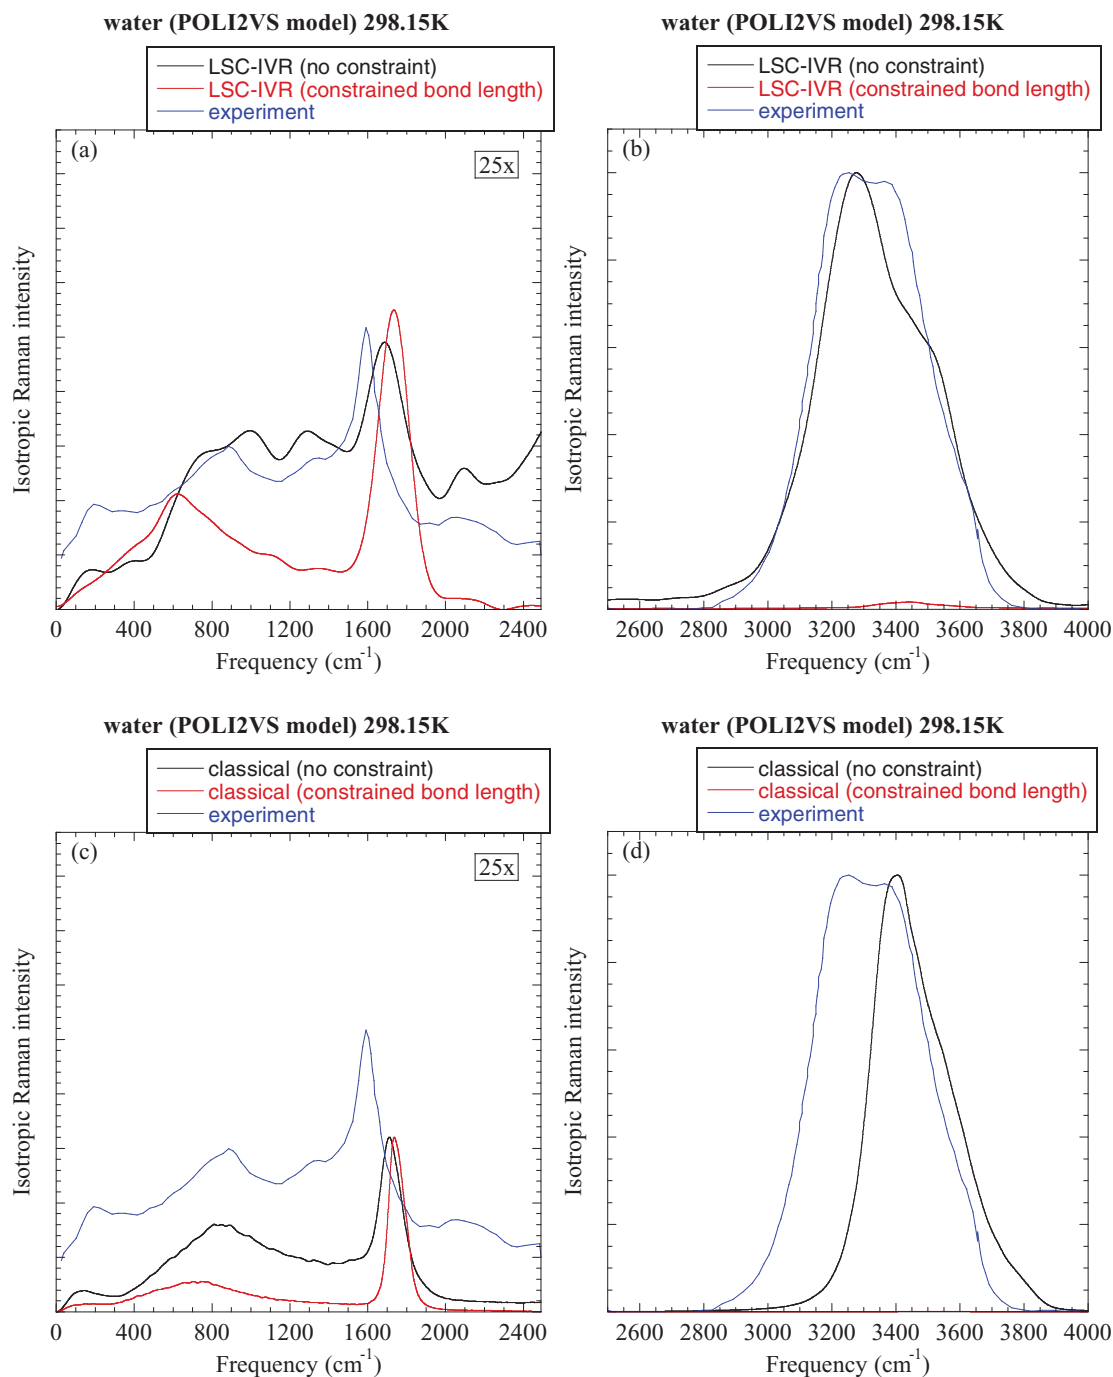 water (POLI2VS model) 298.15K
LSC-IVR (no constraint)
LSC-IVR (constrained bond length)
experiment
(a)
25x
Isotropic Raman intensity
0 400 800 1200 1600 2000 2400
Frequency (cm-1)
water (POLI2VS model) 298.15K
LSC-IVR (no constraint)
LSC-IVR (constrained bond length)
experiment
(b)
Isotropic Raman intensity
2600 2800 3000 3200 3400 3600 3800 4000
Frequency (cm-1)
water (POLI2VS model) 298.15K
classical (no constraint)
classical (constrained bond length)
experiment
(c)
25x
Isotropic Raman intensity
0 400 800 1200 1600 2000 2400
Frequency (cm-1)
water (POLI2VS model) 298.15K
classical (no constraint)
classical (constrained bond length)
experiment
(d)
Isotropic Raman intensity
2600 2800 3000 3200 3400 3600 3800 4000
Frequency (cm-1)